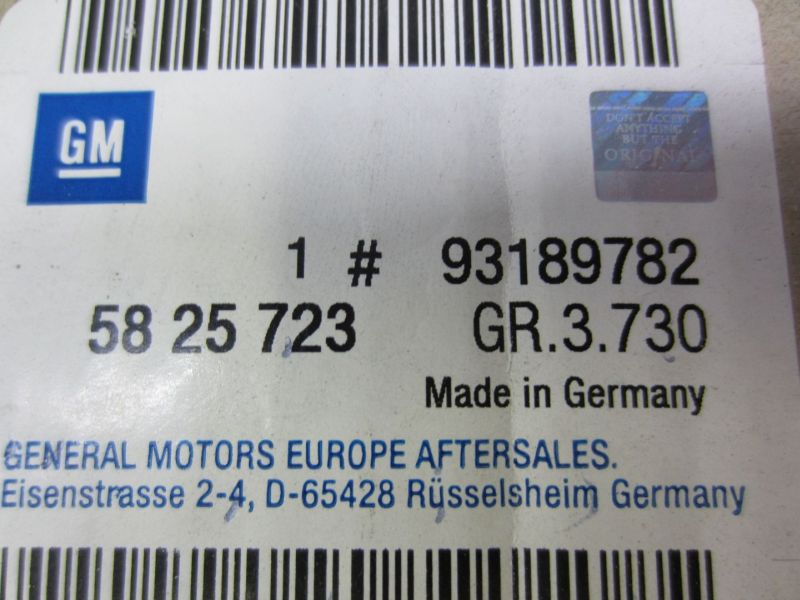 GM
DON'T ACCEPT
ANYTHING
BUT THE
ORIGINAL
1 # 93189782
58 25 723 GR.3.730
Made in Germany
GENERAL MOTORS EUROPE AFTERSALES.
Eisenstrasse 2-4, D-65428 Rüsselsheim Germany